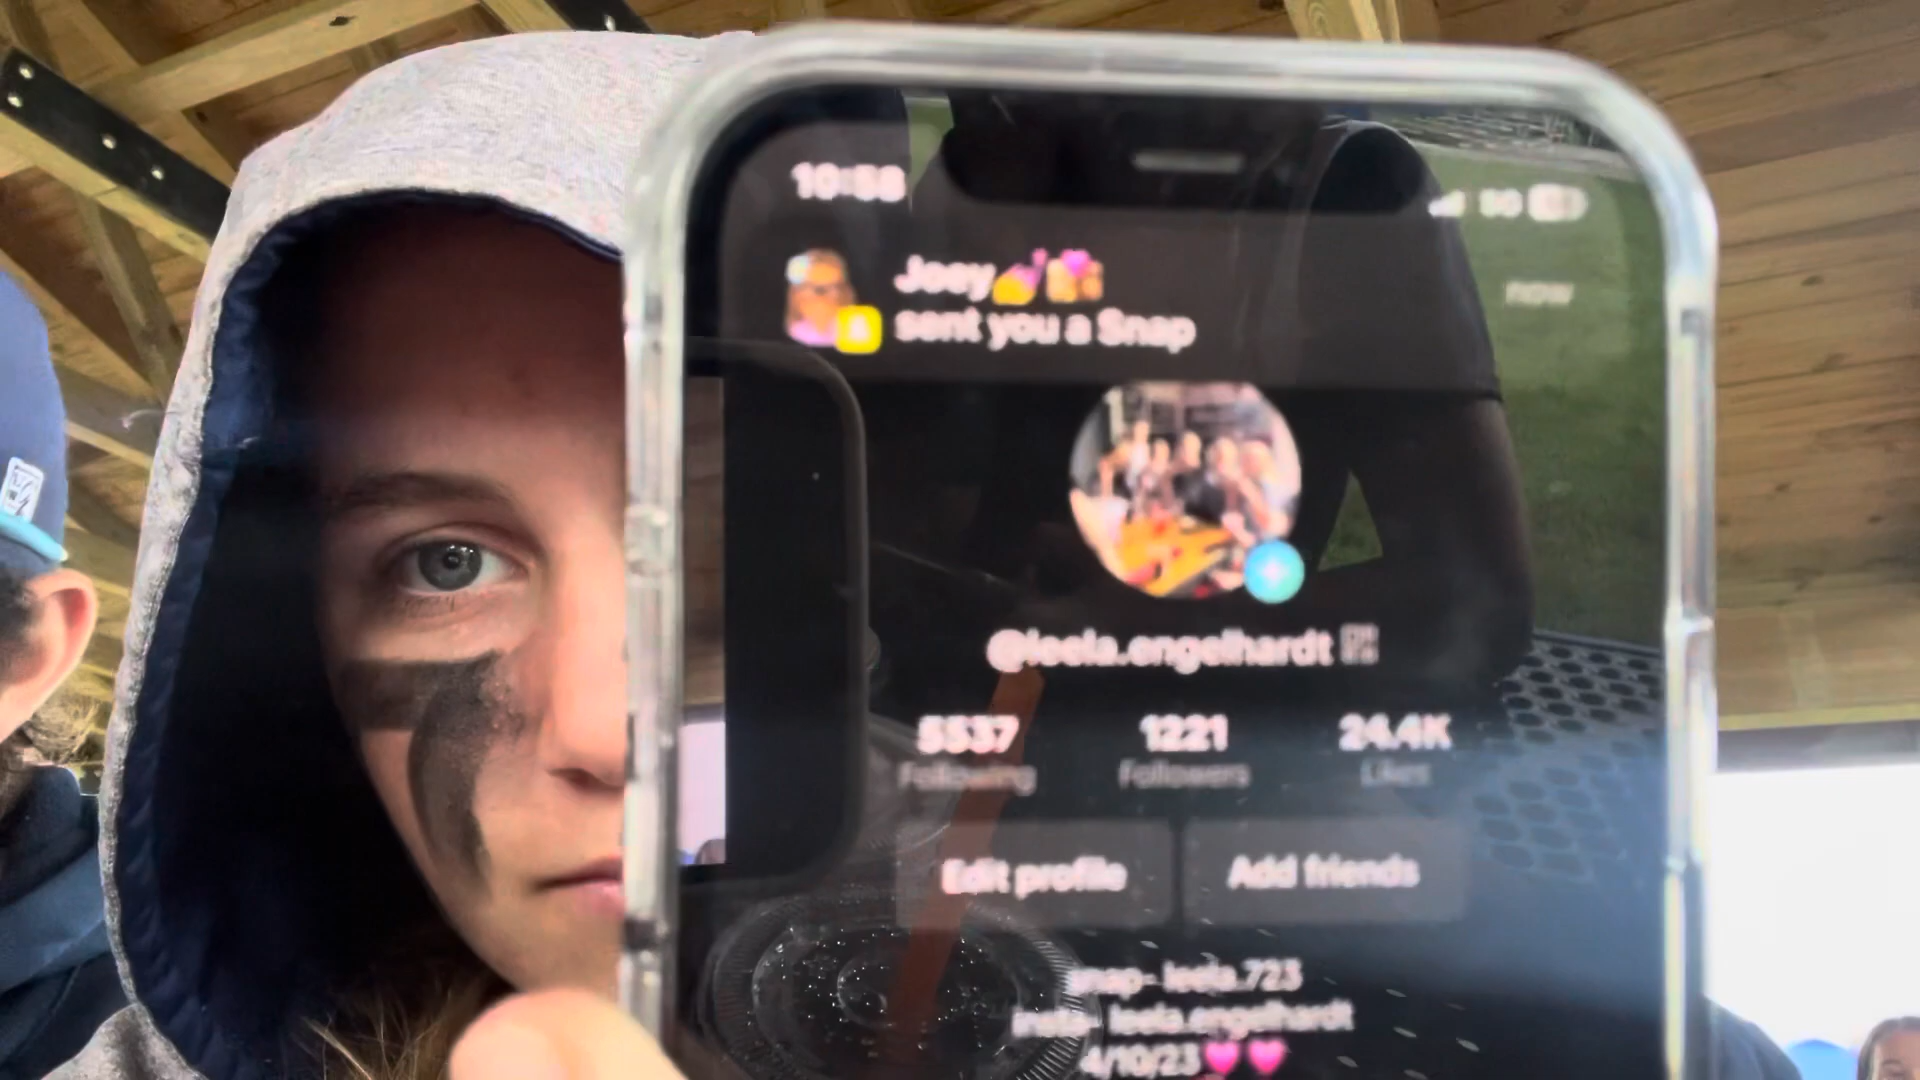 10:58
Joey
now
sent you a Snap
@leela.engelhardt
5537 1221 24.4K
Following Followers Likes
Edit profile Add friends
snap- leela.723
insta- leela.engelhardt
4/10/23